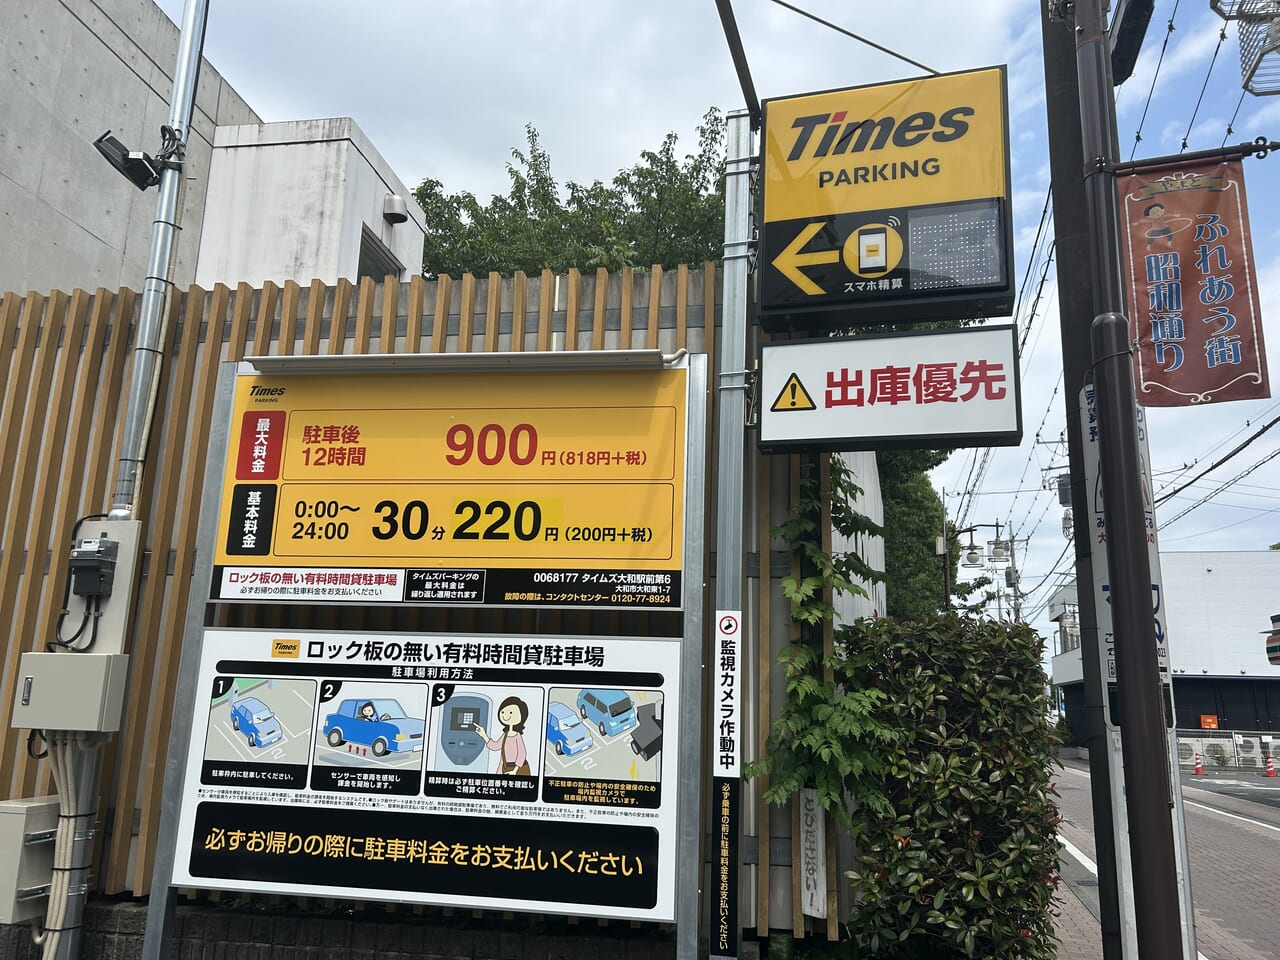 Times
PARKING
スマホ精算
出庫優先
ふれあう街
昭和通り
Times
PARKING
最大料金
駐車後
12時間
900円(818円+税)
基本料金
0:00〜
24:00
30分 220円(200円+税)
ロック板の無い有料時間貸駐車場
必ずお帰りの際に駐車料金をお支払いください
タイムズパーキングの
最大料金は
繰り返し適用されます
0068177 タイムズ大和駅前第6
大和市大和東1-7
故障の際は、コンタクトセンター 0120-77-8924
Times
PARKING
ロック板の無い有料時間貸駐車場
駐車場利用方法
1
駐車枠内に駐車してください。
2
センサーで車両を感知し
課金を開始します。
3
精算時は必ず駐車位置番号を確認し
ご精算ください。
不正駐車の防止や場内の安全確保のため
場内監視カメラで
駐車場内を監視しています。
必ずお帰りの際に駐車料金をお支払いください
監視カメラ作動中
必ず乗車の前に駐車料金をお支払いください
とびださない